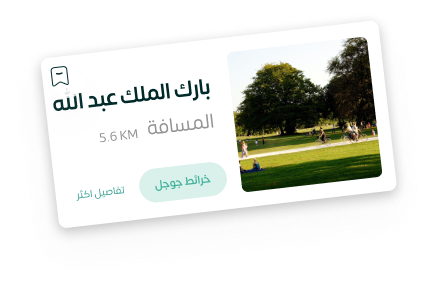 بارك الملك عبد الله
المسافة 5.6 KM
خرائط جوجل
تفاصيل اكثر